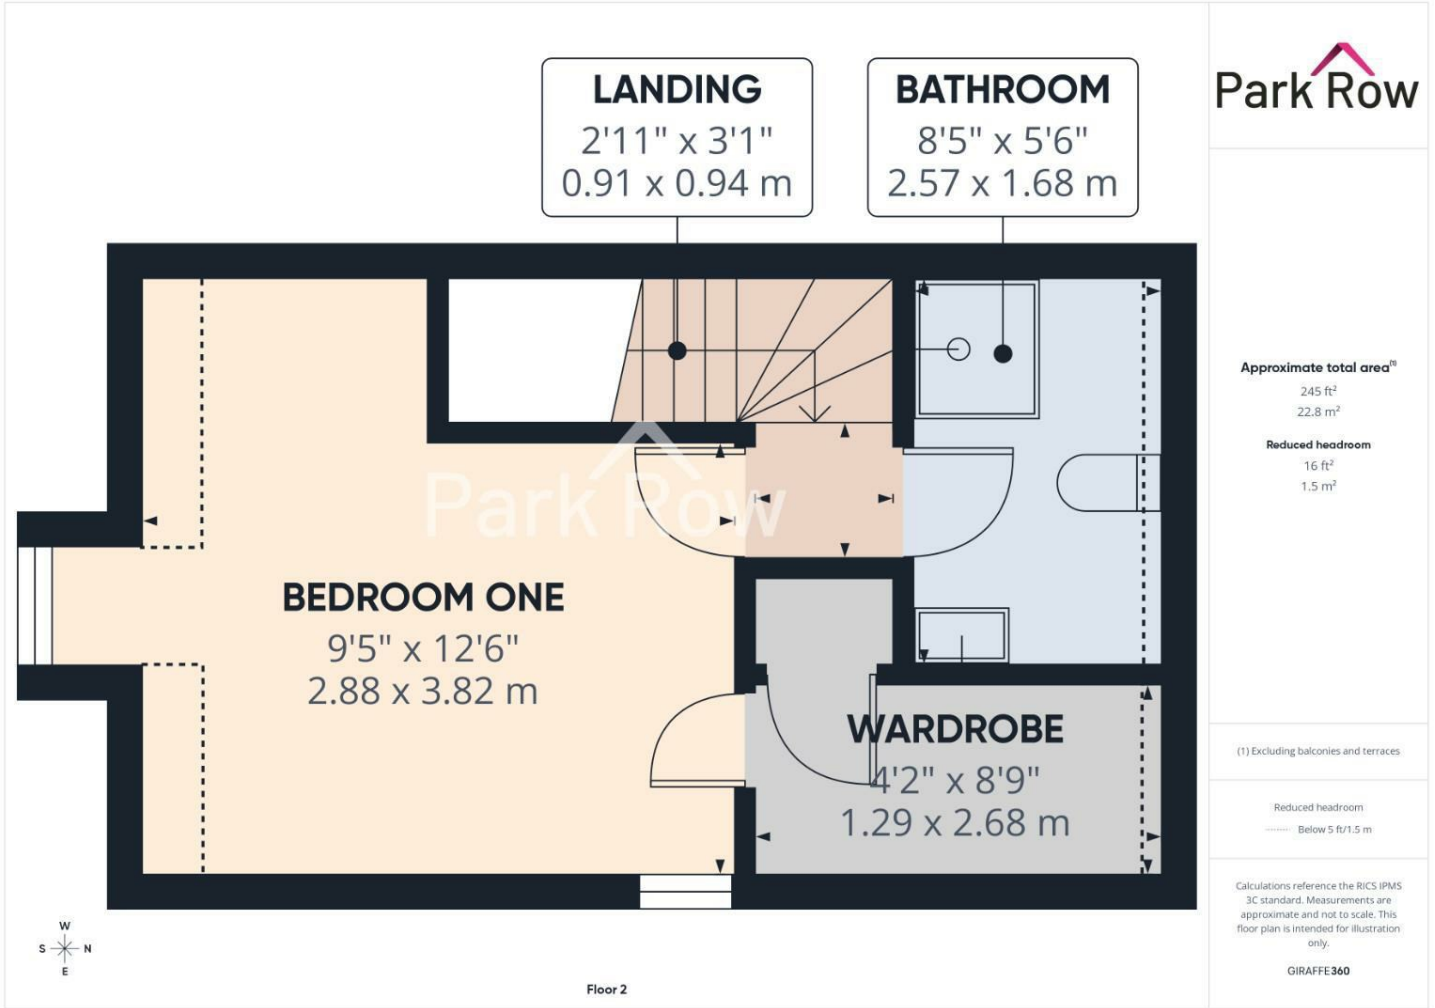 LANDING
2'11" x 3'1"
0.91 x 0.94 m
BATHROOM
8'5" x 5'6"
2.57 x 1.68 m
Park Row
BEDROOM ONE
9'5" x 12'6"
2.88 x 3.82 m
WARDROBE
4'2" x 8'9"
1.29 x 2.68 m
W
S N
E
Floor 2
Park Row
Approximate total area(1)
245 ft²
22.8 m²
Reduced headroom
16 ft²
1.5 m²
(1) Excluding balconies and terraces
Reduced headroom
Below 5 ft/1.5 m
Calculations reference the RICS IPMS
3C standard. Measurements are
approximate and not to scale. This
floor plan is intended for illustration
only.
GIRAFFE360